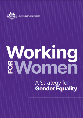 Working
FOR Women
A Strategy for
Gender Equality